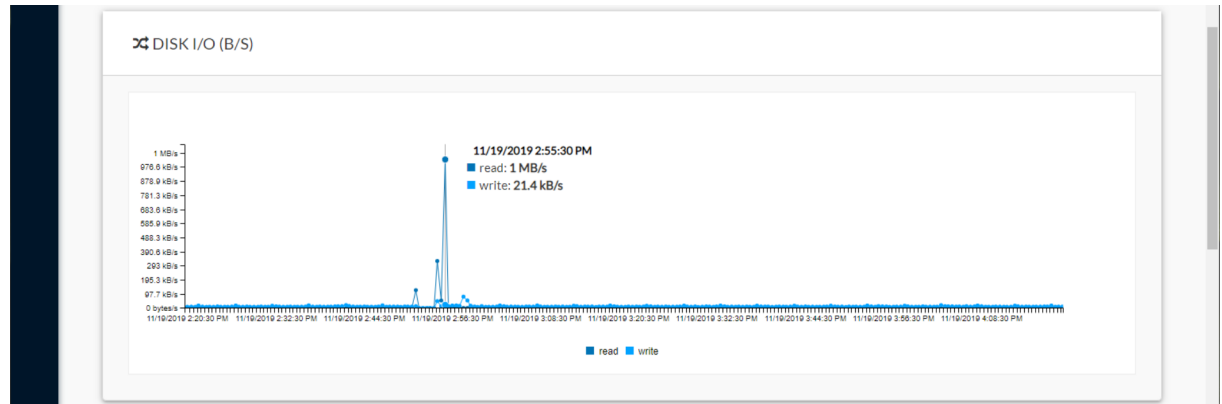 DISK I/O (B/S)
11/19/2019 2:55:30 PM
read: 1 MB/s
write: 21.4 kB/s
1 MB/s
976.6 kB/s
878.9 kB/s
781.3 kB/s
683.6 kB/s
585.9 kB/s
488.3 kB/s
390.6 kB/s
293 kB/s
195.3 kB/s
97.7 kB/s
0 bytes/s
11/19/2019 2:20:30 PM 11/19/2019 2:32:30 PM 11/19/2019 2:44:30 PM 11/19/2019 2:56:30 PM 11/19/2019 3:08:30 PM 11/19/2019 3:20:30 PM 11/19/2019 3:32:30 PM 11/19/2019 3:44:30 PM 11/19/2019 3:56:30 PM 11/19/2019 4:08:30 PM
read write